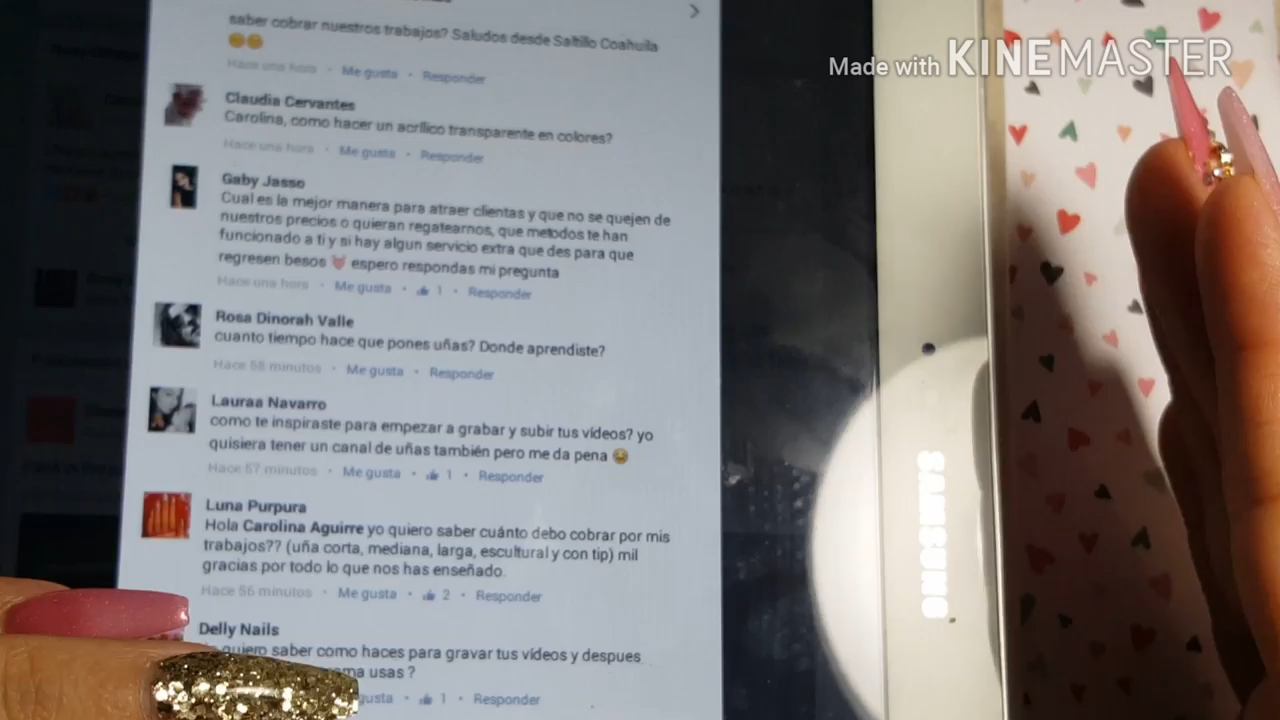 saber cobrar nuestros trabajos? Saludos desde Saltillo Coahuila
Hace una hora · Me gusta · Responder
Claudia Cervantes
Carolina, como hacer un acrílico transparente en colores?
Hace una hora · Me gusta · Responder
Gaby Jasso
Cual es la mejor manera para atraer clientas y que no se quejen de
nuestros precios o quieran regatearnos, que metodos te han
funcionado a ti y si hay algun servicio extra que des para que
regresen besos espero respondas mi pregunta
Hace una hora · Me gusta · 1 · Responder
Rosa Dinorah Valle
cuanto tiempo hace que pones uñas? Donde aprendiste?
Hace 58 minutos · Me gusta · Responder
Lauraa Navarro
como te inspiraste para empezar a grabar y subir tus vídeos? yo
quisiera tener un canal de uñas también pero me da pena 😂
Hace 57 minutos · Me gusta · 1 · Responder
Luna Purpura
Hola Carolina Aguirre yo quiero saber cuánto debo cobrar por mis
trabajos?? (uña corta, mediana, larga, escultural y con tip) mil
gracias por todo lo que nos has enseñado.
Hace 56 minutos · Me gusta · 2 · Responder
Delly Nails
quiero saber como haces para gravar tus vídeos y despues
usas ?
gusta · 1 · Responder
Made with KINEMASTER
SAMSUNG